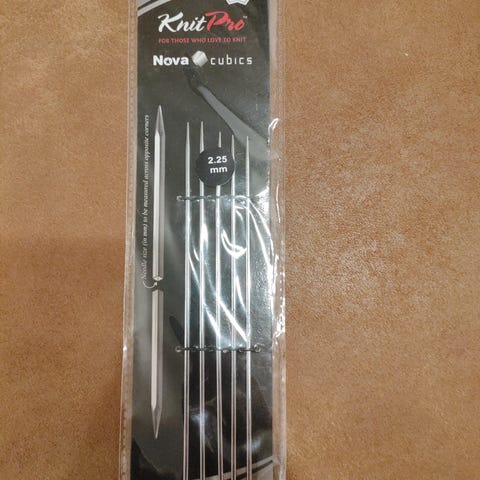 KnitPro™
FOR THOSE WHO LOVE TO KNIT
Nova cubics
2.25
mm
Needle size (in mm) to be measured across opposite corners